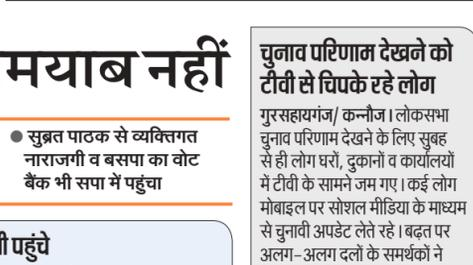 मयाब नहीं
● सुब्रत पाठक से व्यक्तिगत
नाराजगी व बसपा का वोट
बैंक भी सपा में पहुंचा
ी पहुंचे
चुनाव परिणाम देखने को
टीवी से चिपके रहे लोग
गुरसहायगंज/ कन्नौज। लोकसभा
चुनाव परिणाम देखने के लिए सुबह
से ही लोग घरों, दुकानों व कार्यालयों
में टीवी के सामने जम गए। कई लोग
मोबाइल पर सोशल मीडिया के माध्यम
से चुनावी अपडेट लेते रहे। बढ़त पर
अलग-अलग दलों के समर्थकों ने